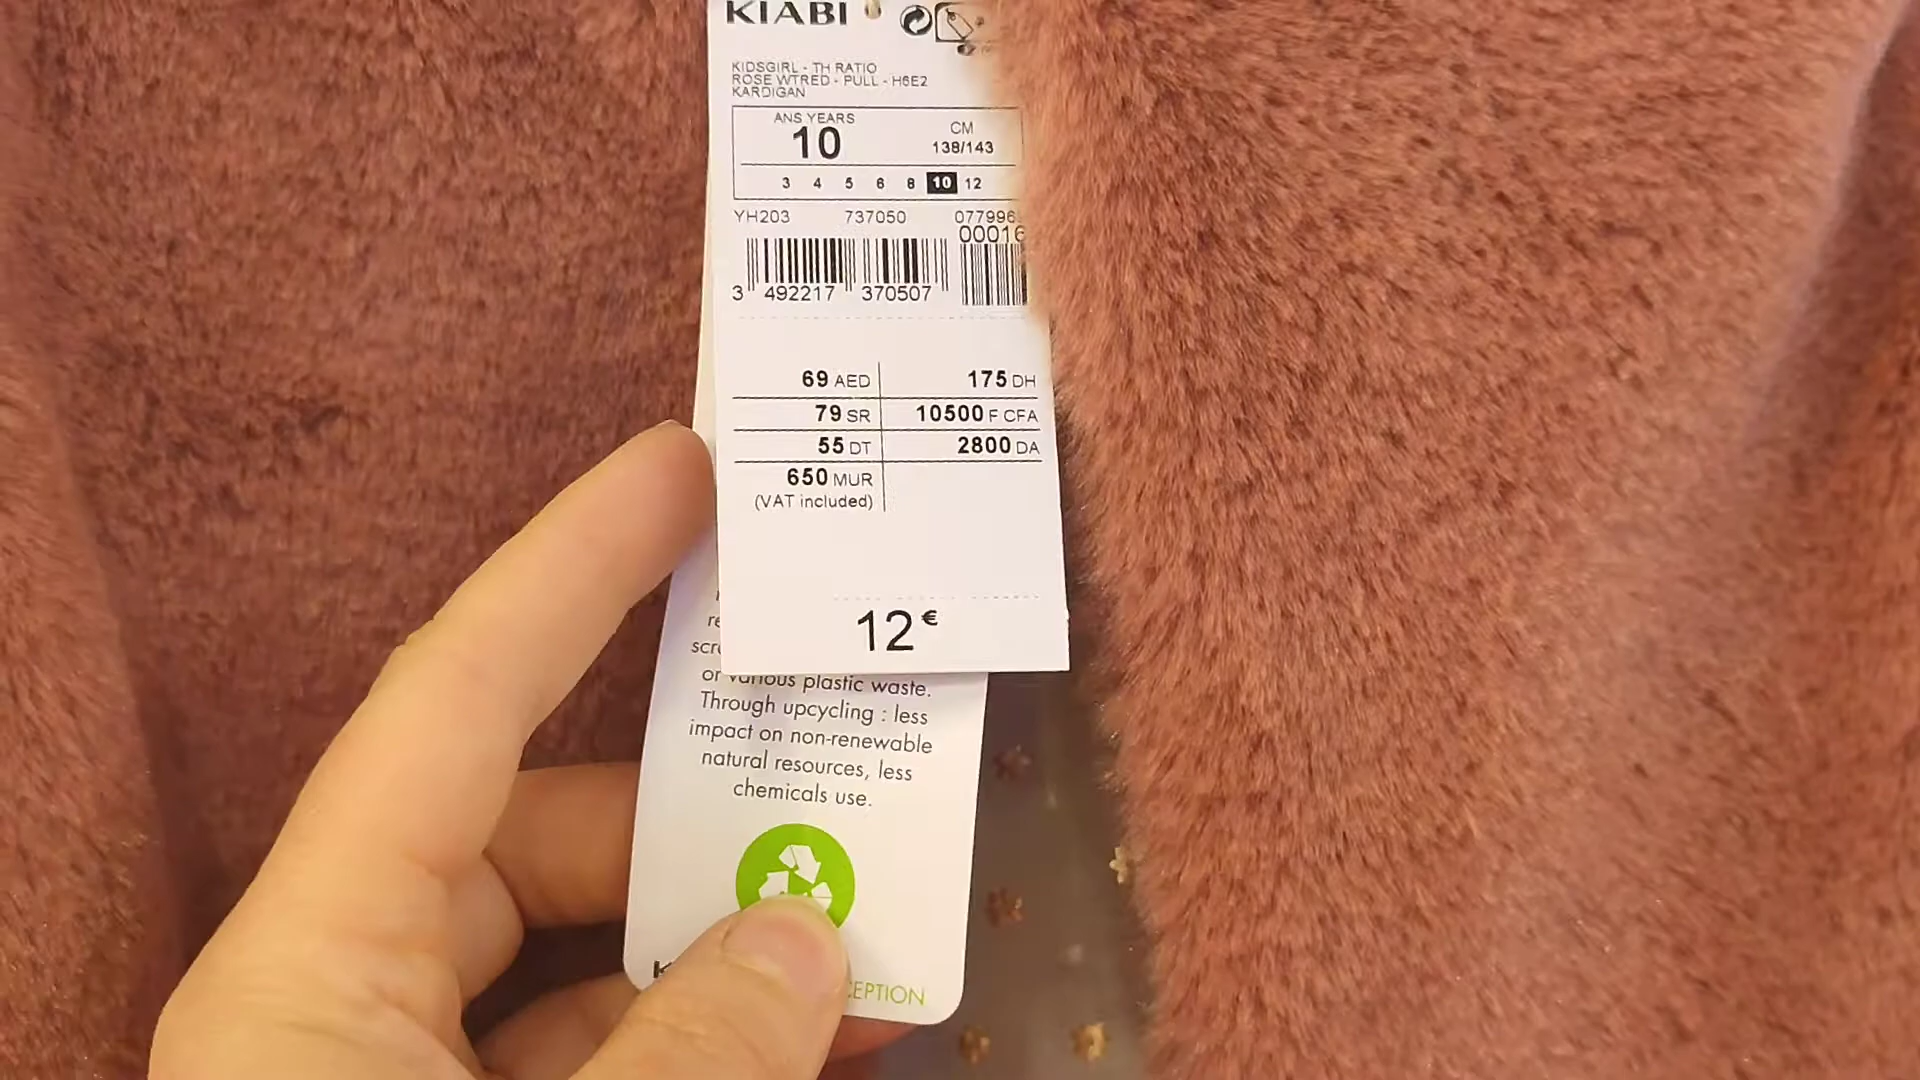 KIABI
KIDSGIRL - TH RATIO
ROSE WTRED - PULL - H6E2
KARDIGAN
ANS YEARS
10
CM
138/143
3 4 5 6 8 10 12
YH203 737050 077996
00016
3 492217 370507
69 AED 175 DH
79 SR 10500 F CFA
55 DT 2800 DA
650 MUR
(VAT included)
12€
or various plastic waste.
Through upcycling : less
impact on non-renewable
natural resources, less
chemicals use.
CEPTION